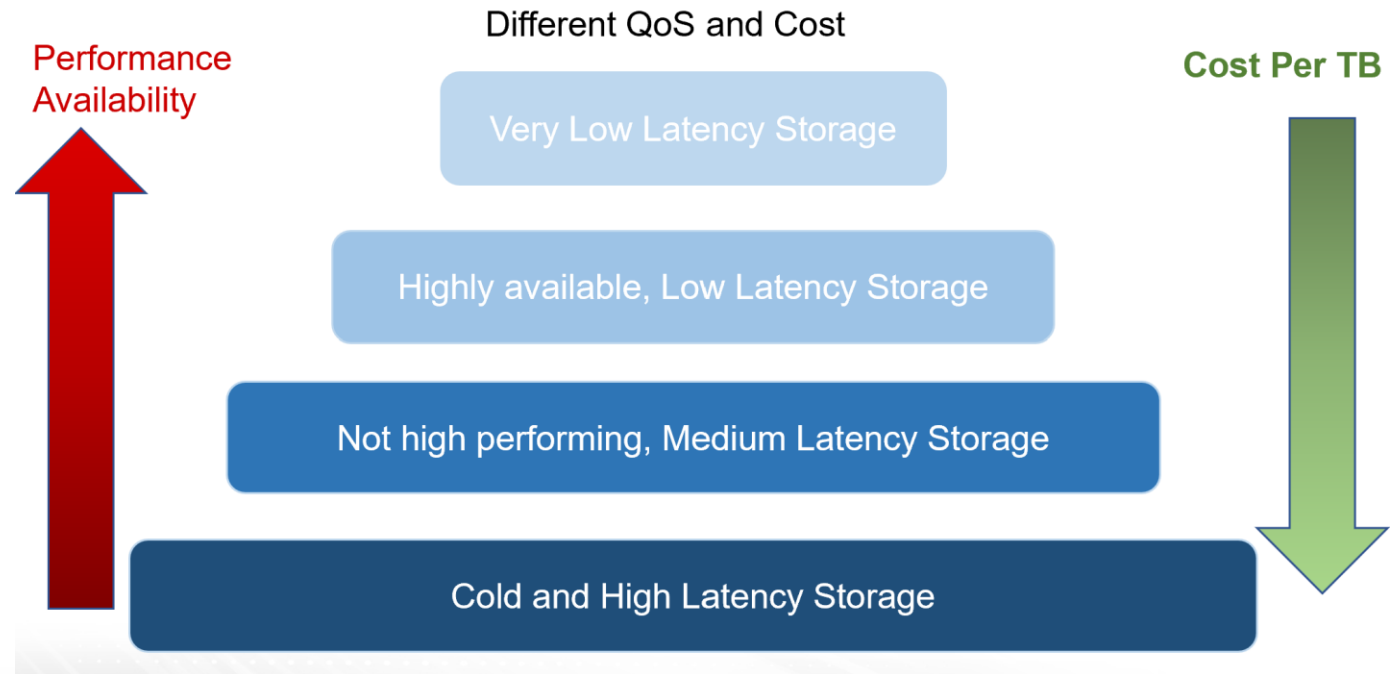 Different QoS and Cost
Performance
Availability
Cost Per TB
Very Low Latency Storage
Highly available, Low Latency Storage
Not high performing, Medium Latency Storage
Cold and High Latency Storage